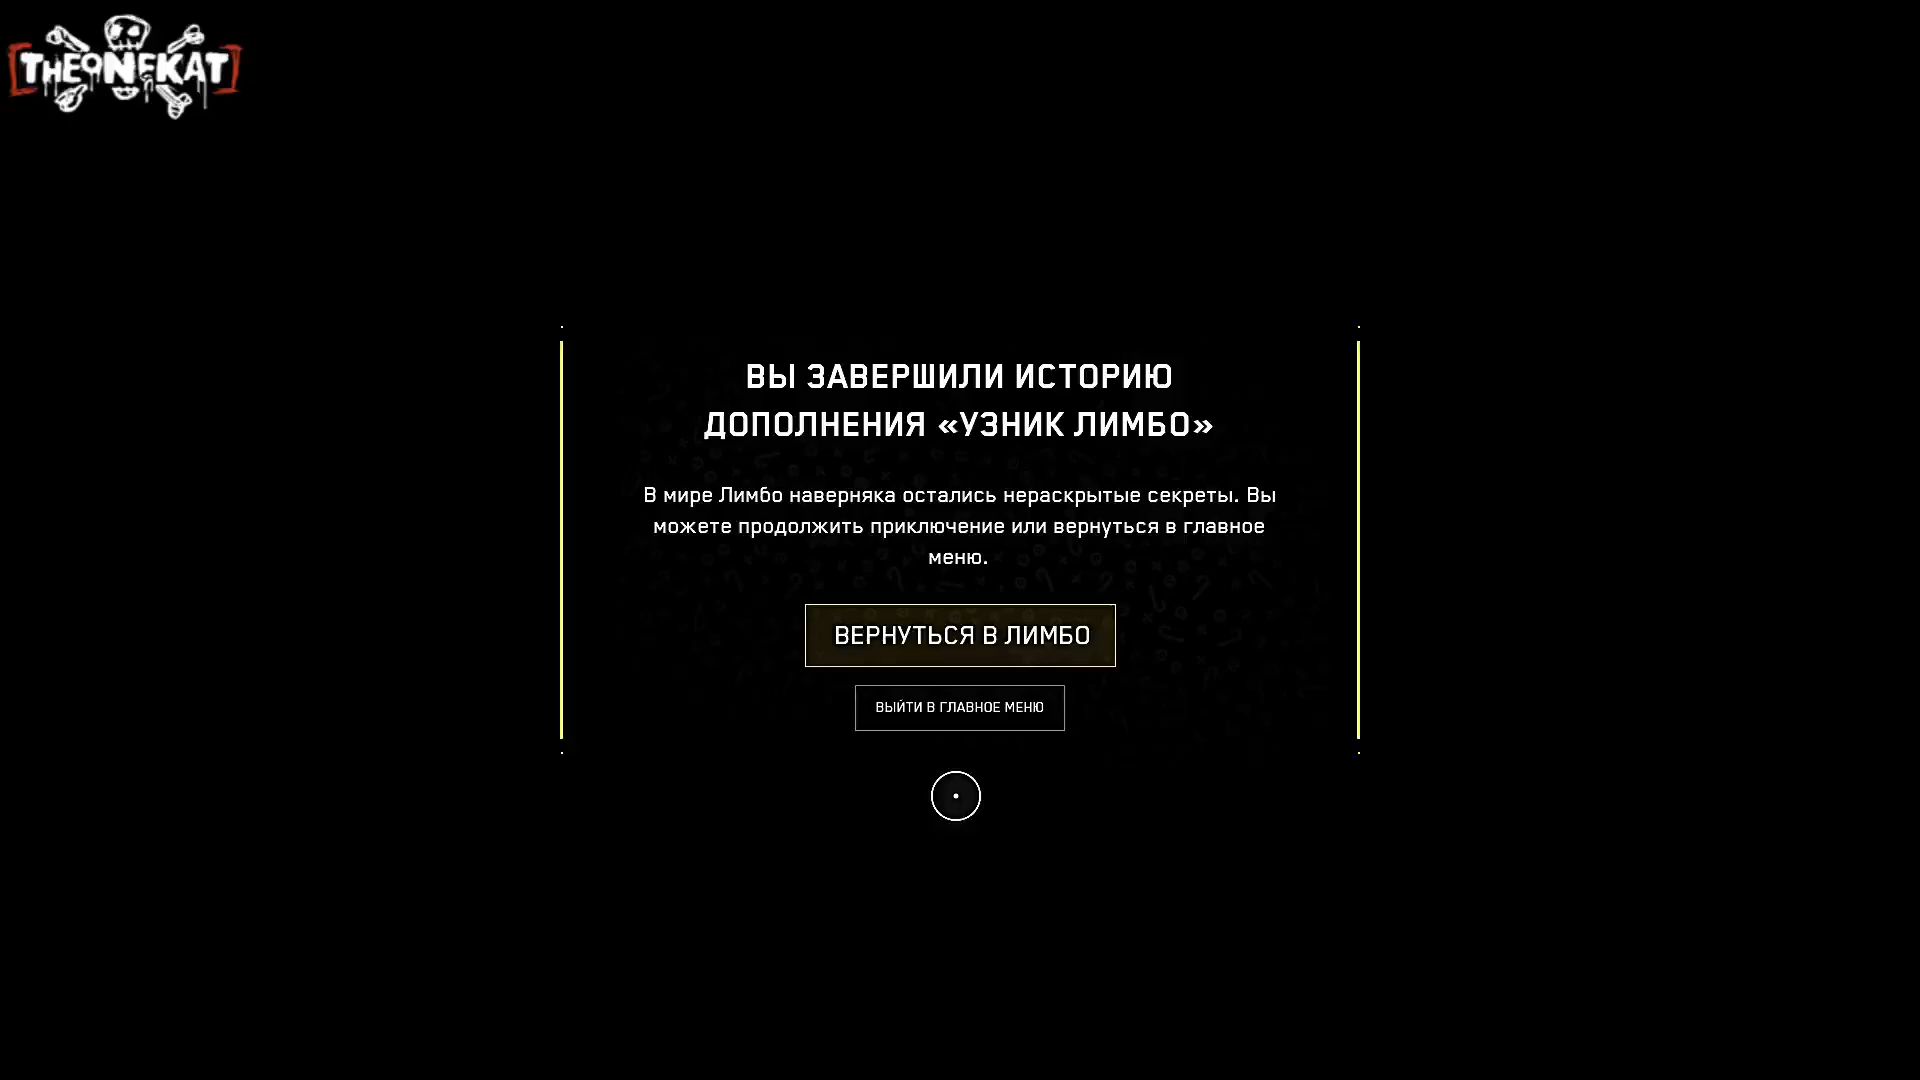 [THEONEKAT]
ВЫ ЗАВЕРШИЛИ ИСТОРИЮ
ДОПОЛНЕНИЯ «УЗНИК ЛИМБО»
В мире Лимбо наверняка остались нераскрытые секреты. Вы
можете продолжить приключение или вернуться в главное
меню.
ВЕРНУТЬСЯ В ЛИМБО
ВЫЙТИ В ГЛАВНОЕ МЕНЮ